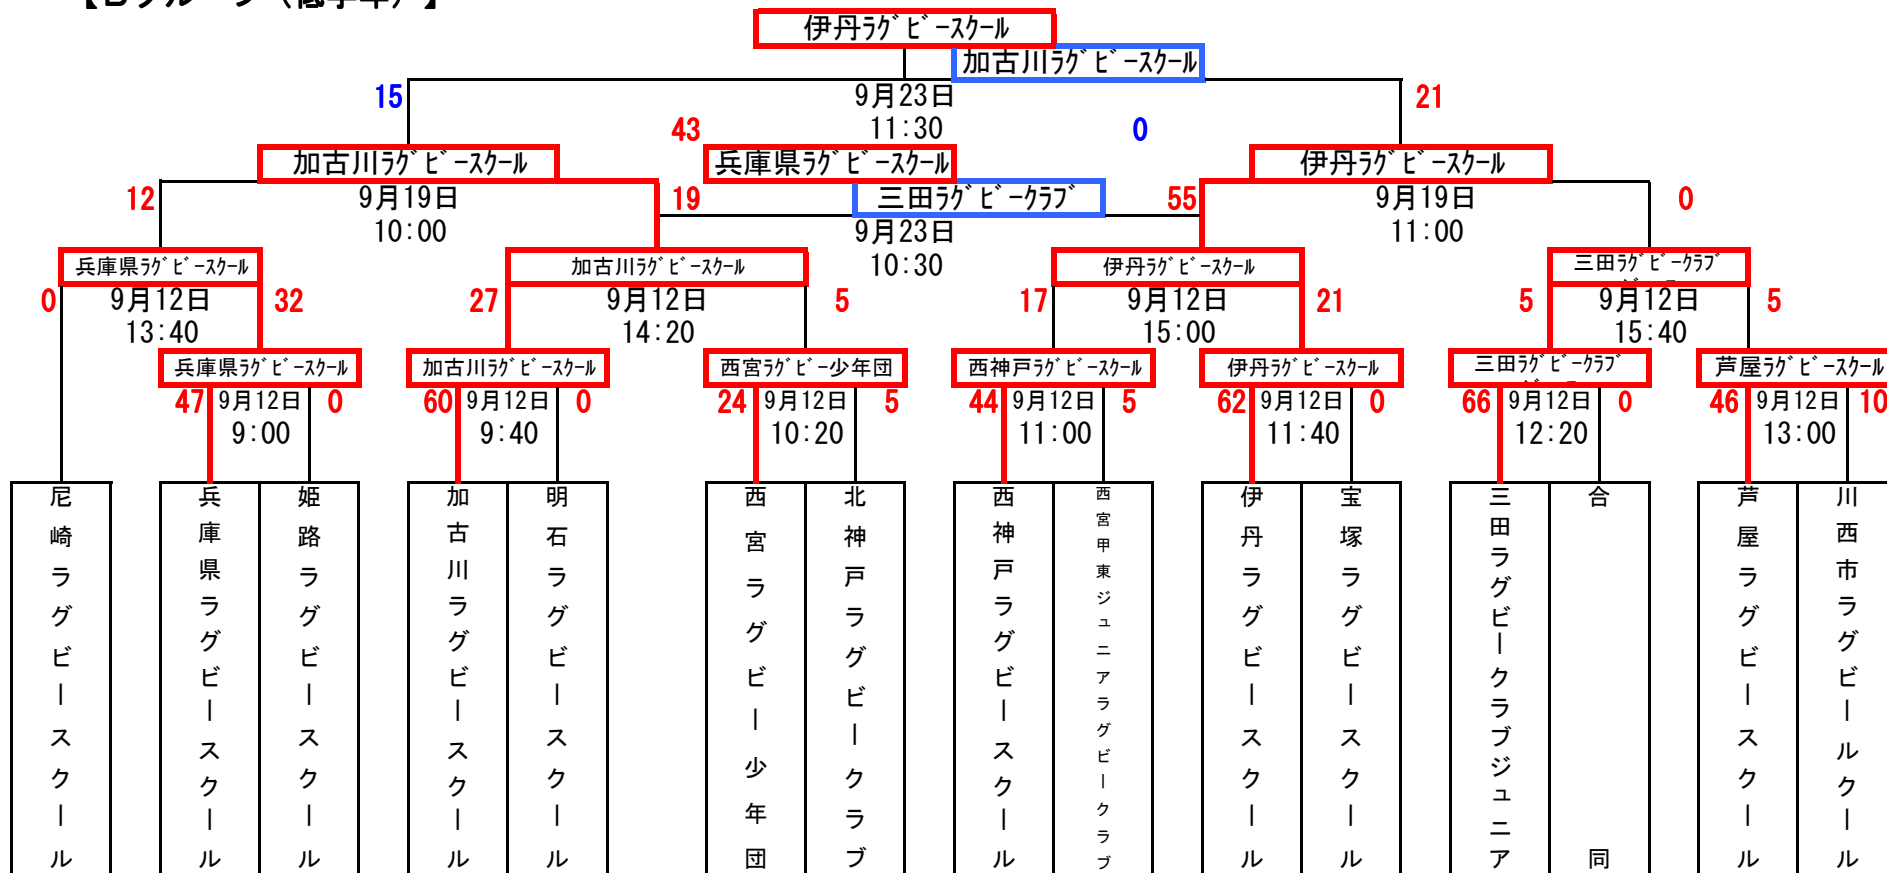 伊丹ﾗｸﾞﾋﾞｰｽｸｰﾙ
加古川ﾗｸﾞﾋﾞｰｽｸｰﾙ
15
9月23日
21
11:30
43
0
加古川ﾗｸﾞﾋﾞｰｽｸｰﾙ
兵庫県ﾗｸﾞﾋﾞｰｽｸｰﾙ
伊丹ﾗｸﾞﾋﾞｰｽｸｰﾙ
12
9月19日
19
三田ﾗｸﾞﾋﾞｰｸﾗﾌﾞ
55
9月19日
0
10:00
9月23日
11:00
10:30
兵庫県ﾗｸﾞﾋﾞｰｽｸｰﾙ
加古川ﾗｸﾞﾋﾞｰｽｸｰﾙ
伊丹ﾗｸﾞﾋﾞｰｽｸｰﾙ
三田ﾗｸﾞﾋﾞｰｸﾗﾌﾞ
0
9月12日
32
27
9月12日
5
17
9月12日
21
5
9月12日
5
13:40
14:20
15:00
15:40
兵庫県ﾗｸﾞﾋﾞｰｽｸｰﾙ
加古川ﾗｸﾞﾋﾞｰｽｸｰﾙ
西宮ﾗｸﾞﾋﾞｰ少年団
西神戸ﾗｸﾞﾋﾞｰｽｸｰﾙ
伊丹ﾗｸﾞﾋﾞｰｽｸｰﾙ
三田ﾗｸﾞﾋﾞｰｸﾗﾌﾞ
芦屋ﾗｸﾞﾋﾞｰｽｸｰﾙ
47
9月12日
0
60
9月12日
0
24
9月12日
5
44
9月12日
5
62
9月12日
0
66
9月12日
0
46
9月12日
10
9:00
9:40
10:20
11:00
11:40
12:20
13:00
尼崎ラグビースクール
兵庫県ラグビースクール
姫路ラグビースクール
加古川ラグビースクール
明石ラグビースクール
西宮ラグビー少年団
北神戸ラグビークラブ
西神戸ラグビースクール
西宮甲東ジュニアラグビークラブ
伊丹ラグビースクール
宝塚ラグビースクール
三田ラグビークラブジュニア
合同
芦屋ラグビースクール
川西市ラグビールクール